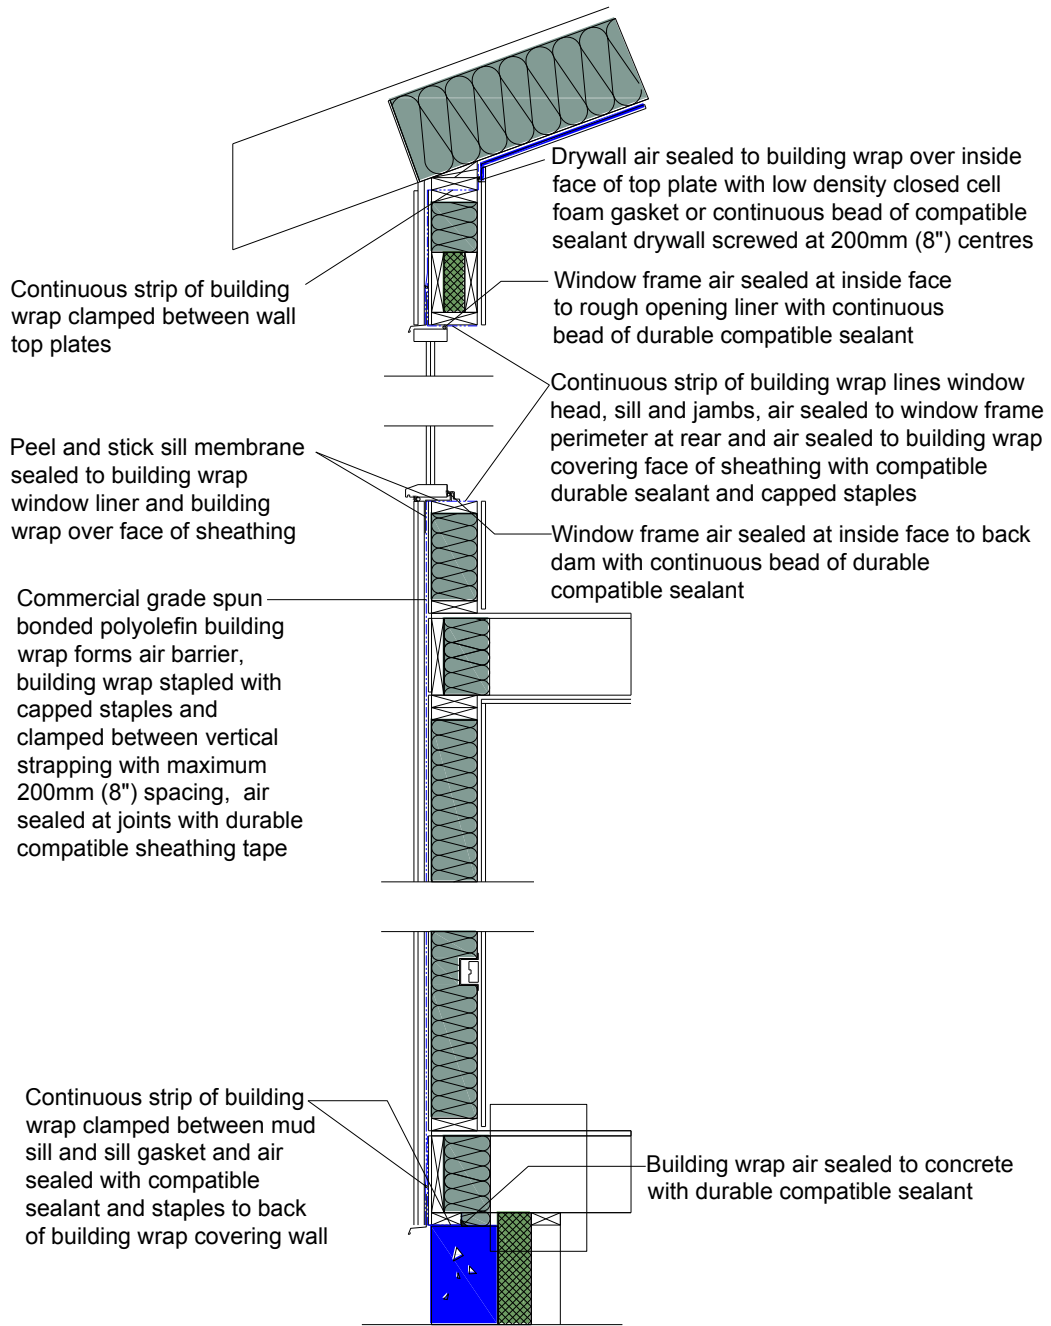 Drywall air sealed to building wrap over inside
face of top plate with low density closed cell
foam gasket or continuous bead of compatible
sealant drywall screwed at 200mm (8") centres
Continuous strip of building
wrap clamped between wall
top plates
Window frame air sealed at inside face
to rough opening liner with continuous
bead of durable compatible sealant
Continuous strip of building wrap lines window
head, sill and jambs, air sealed to window frame
perimeter at rear and air sealed to building wrap
covering face of sheathing with compatible
durable sealant and capped staples
Peel and stick sill membrane
sealed to building wrap
window liner and building
wrap over face of sheathing
Window frame air sealed at inside face to back
dam with continuous bead of durable
compatible sealant
Commercial grade spun
bonded polyolefin building
wrap forms air barrier,
building wrap stapled with
capped staples and
clamped between vertical
strapping with maximum
200mm (8") spacing, air
sealed at joints with durable
compatible sheathing tape
Continuous strip of building
wrap clamped between mud
sill and sill gasket and air
sealed with compatible
sealant and staples to back
of building wrap covering wall
Building wrap air sealed to concrete
with durable compatible sealant